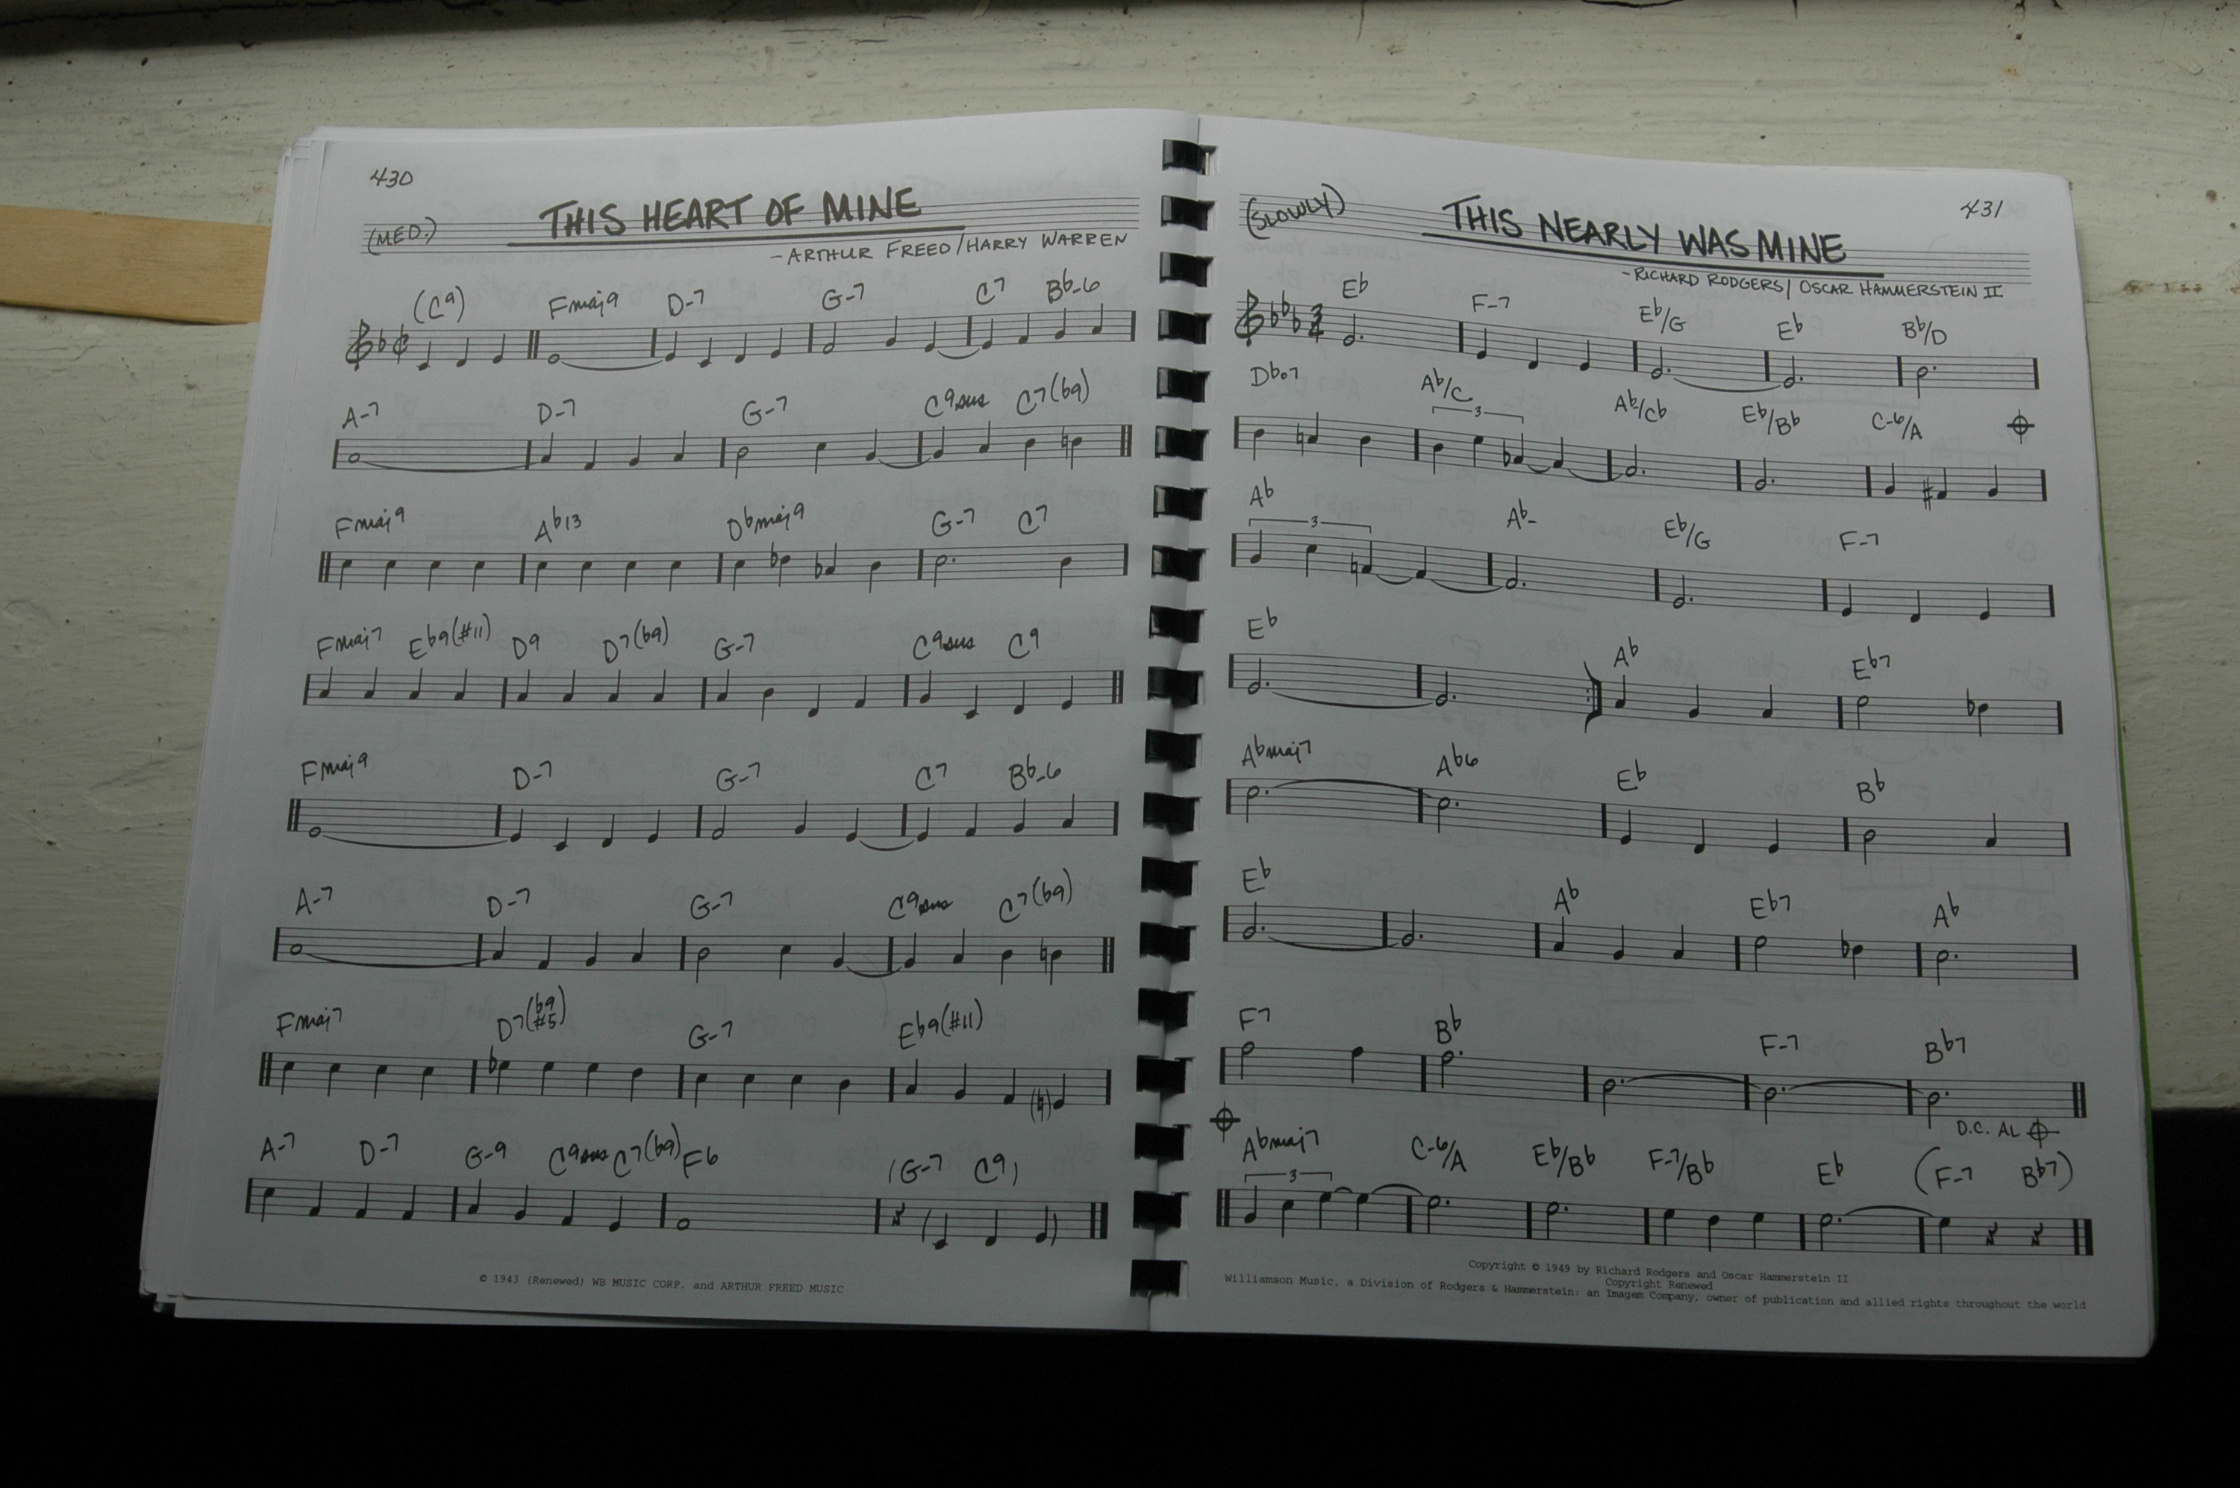 430
THIS HEART OF MINE
(MED.)
- ARTHUR FREED/HARRY WARREN
(C9) Fmaj9 D-7 G-7 C7 Bb-6
A-7 D-7 G-7 C9sus C7(b9)
Fmaj9 Ab13 Dbmaj9 G-7 C7
Fmaj7 Eb9(#11) D9 D7(b9) G-7 C9sus C9
Fmaj9 D-7 G-7 C7 Bb-6
A-7 D-7 G-7 C9sus C7(b9)
Fmaj7 D7(b9 #5) G-7 Eb9(#11)
A-7 D-7 G-9 C9sus C7(b9) F6 (G-7 C9)
© 1943 (Renewed) WB MUSIC CORP. and ARTHUR FREED MUSIC
431
(SLOWLY)
THIS NEARLY WAS MINE
- RICHARD RODGERS/OSCAR HAMMERSTEIN II
3
4
Eb F-7 Eb/G Eb Bb/D
Dbo7 Ab/C Ab/Cb Eb/Bb C-6/A
3
Ab Ab- Eb/G F-7
3
Eb Ab Eb7
Abmaj7 Ab6 Eb Bb
Eb Ab Eb7 Ab
F7 Bb F-7 Bb7
D.C. AL
Abmaj7 C-6/A Eb/Bb F-7/Bb Eb (F-7 Bb7)
3
Copyright © 1949 by Richard Rodgers and Oscar Hammerstein II
Copyright Renewed
Williamson Music, a Division of Rodgers & Hammerstein: an Imagem Company, owner of publication and allied rights throughout the world